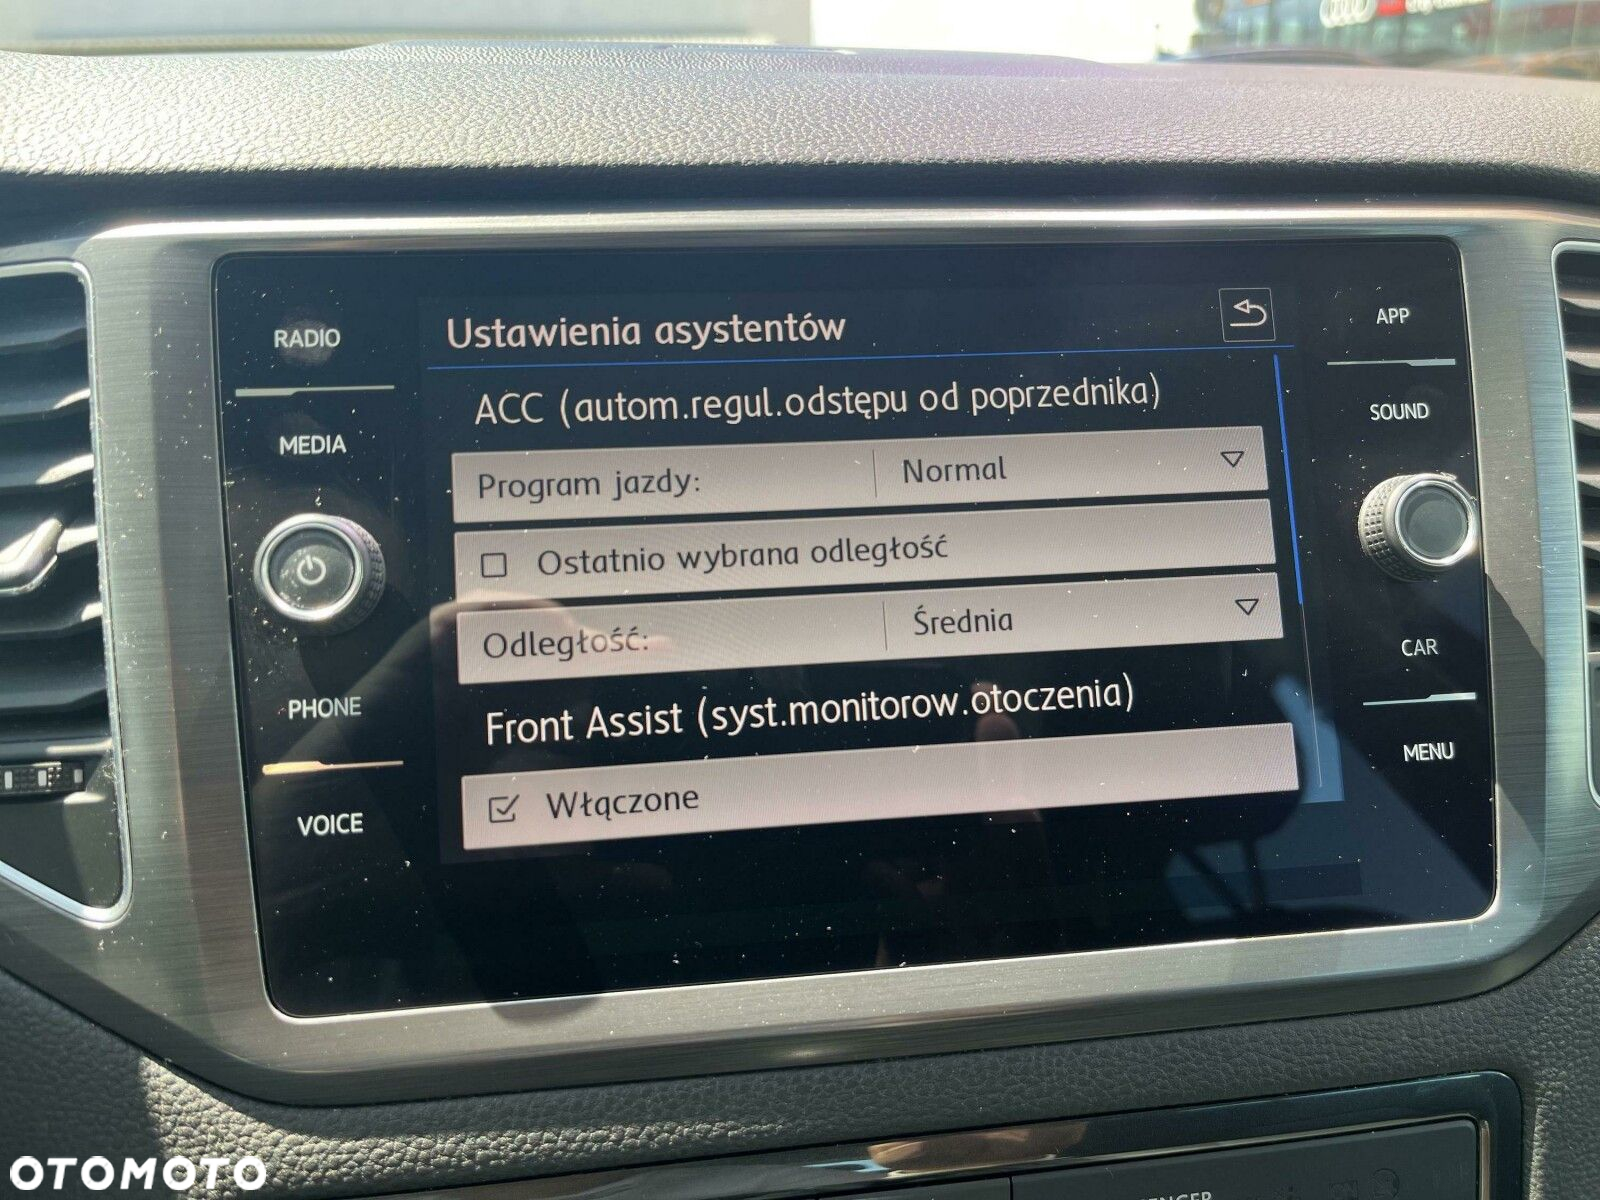 RADIO
MEDIA
PHONE
VOICE
Ustawienia asystentów
ACC (autom.regul.odstępu od poprzednika)
Program jazdy: Normal
Ostatnio wybrana odległość
Odległość: Średnia
Front Assist (syst.monitorow.otoczenia)
Włączone
APP
SOUND
CAR
MENU
OTOMOTO